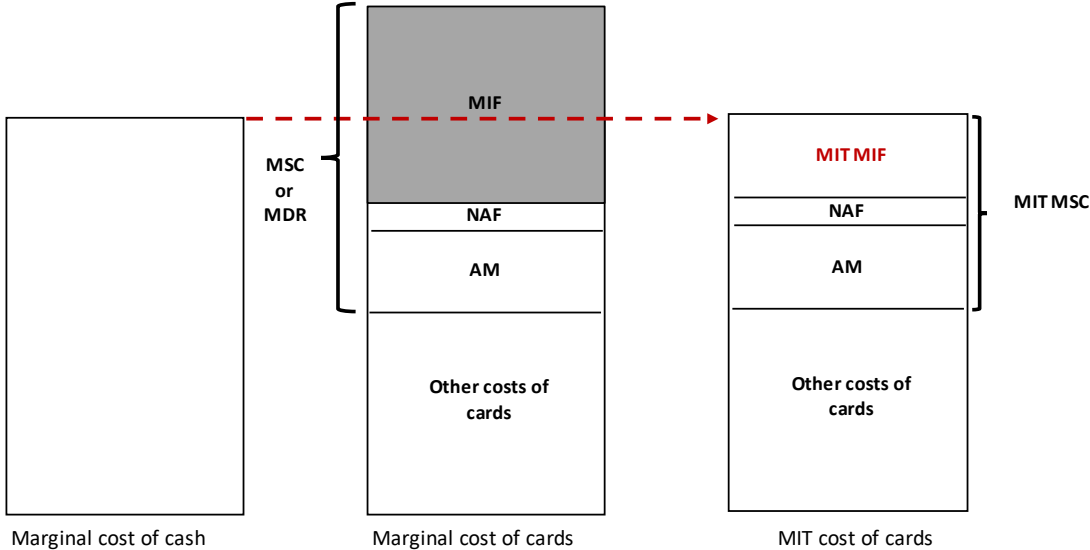 MIF
MSC
or
MDR
NAF
AM
Other costs of
cards
MIT MIF
NAF
AM
Other costs of
cards
MIT MSC
Marginal cost of cash
Marginal cost of cards
MIT cost of cards